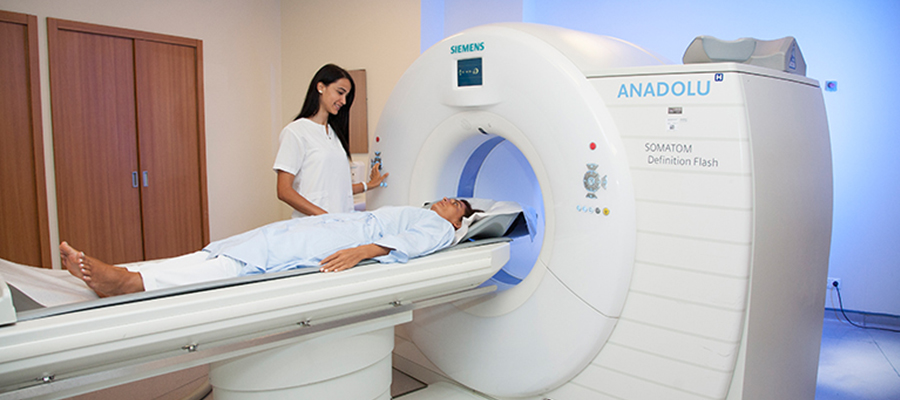 SIEMENS
ANADOLU
H
SOMATOM
Definition Flash